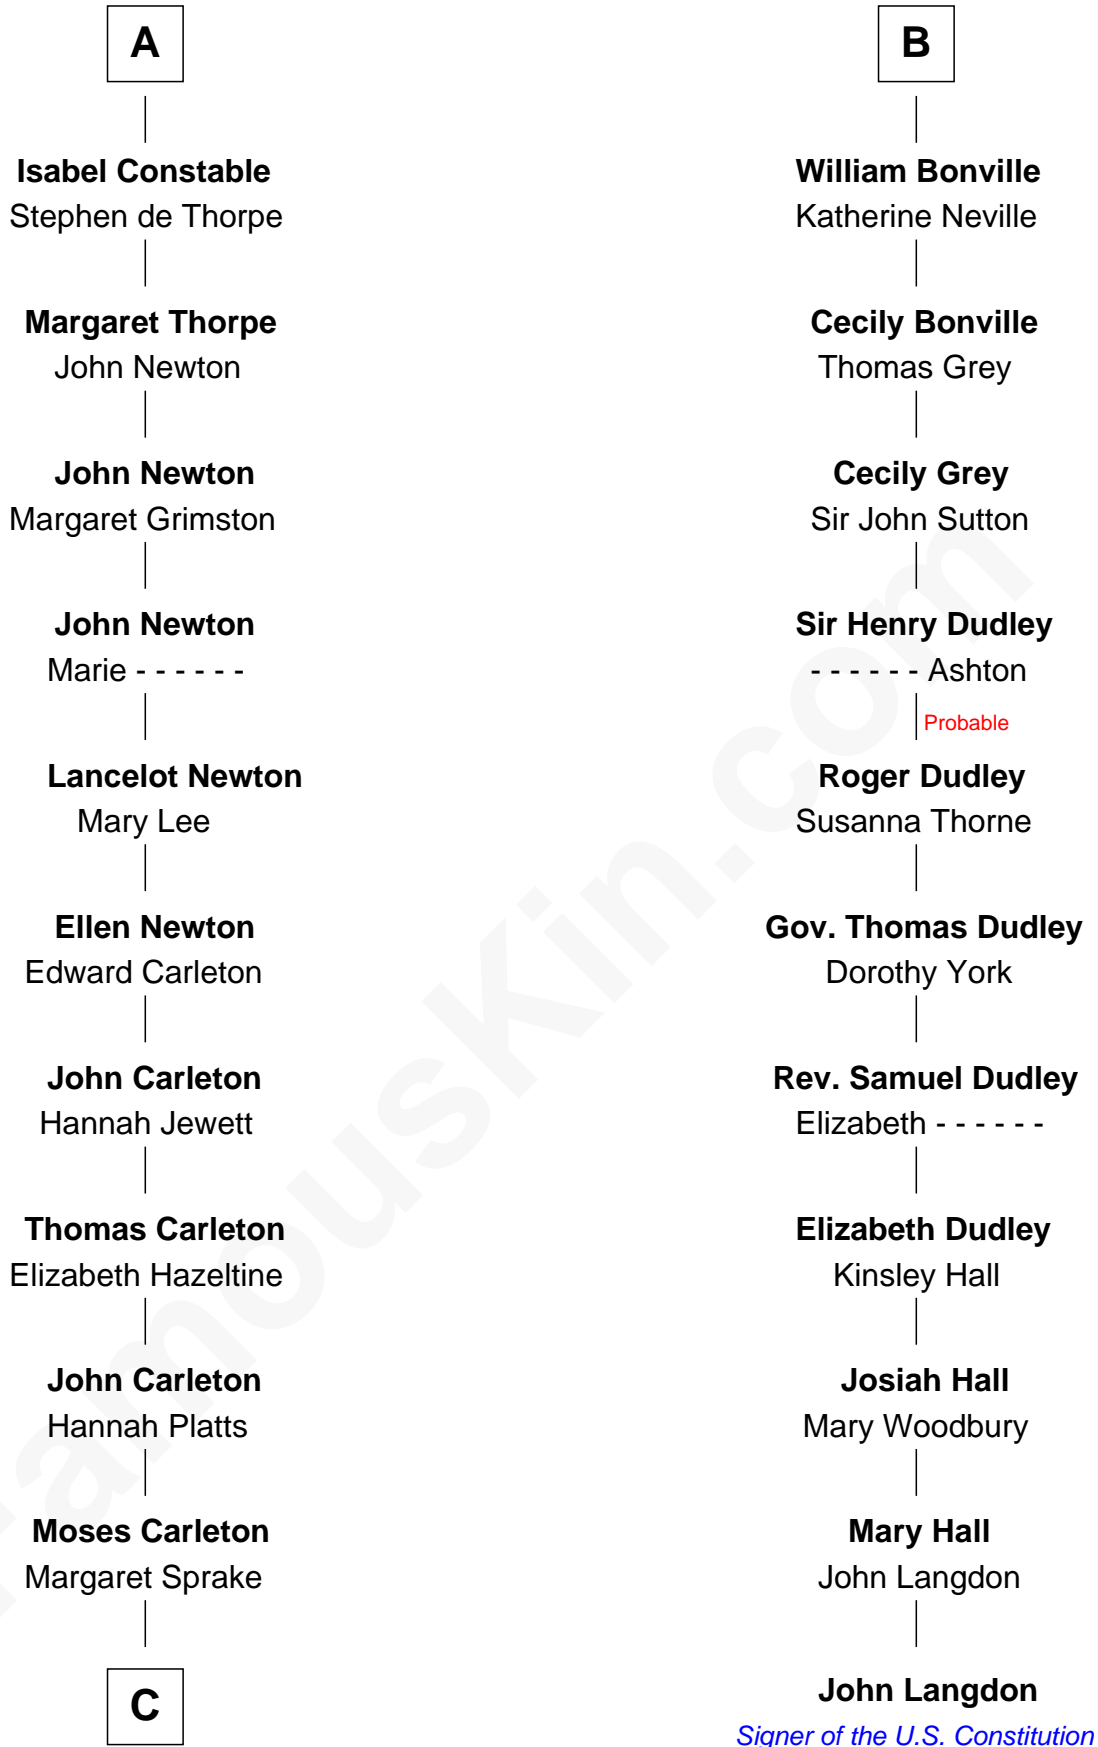 A
Isabel Constable
Stephen de Thorpe
Margaret Thorpe
John Newton
John Newton
Margaret Grimston
John Newton
Marie - - - - - -
Lancelot Newton
Mary Lee
Ellen Newton
Edward Carleton
John Carleton
Hannah Jewett
Thomas Carleton
Elizabeth Hazeltine
John Carleton
Hannah Platts
Moses Carleton
Margaret Sprake
C
B
William Bonville
Katherine Neville
Cecily Bonville
Thomas Grey
Cecily Grey
Sir John Sutton
Sir Henry Dudley
- - - - - - Ashton
Probable
Roger Dudley
Susanna Thorne
Gov. Thomas Dudley
Dorothy York
Rev. Samuel Dudley
Elizabeth - - - - - -
Elizabeth Dudley
Kinsley Hall
Josiah Hall
Mary Woodbury
Mary Hall
John Langdon
John Langdon
Signer of the U.S. Constitution
FamousKin.com